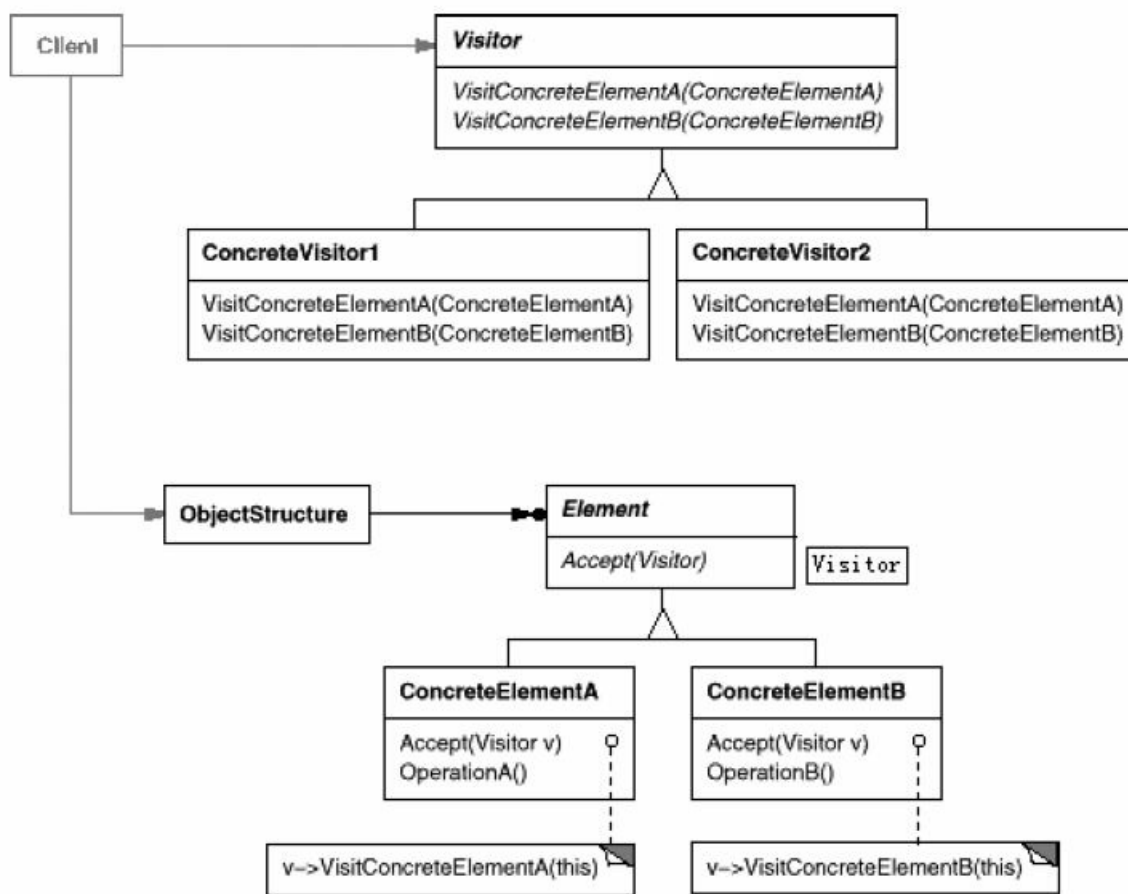 Client
Visitor
VisitConcreteElementA(ConcreteElementA)
VisitConcreteElementB(ConcreteElementB)
ConcreteVisitor1
VisitConcreteElementA(ConcreteElementA)
VisitConcreteElementB(ConcreteElementB)
ConcreteVisitor2
VisitConcreteElementA(ConcreteElementA)
VisitConcreteElementB(ConcreteElementB)
ObjectStructure
Element
Accept(Visitor)
Visitor
ConcreteElementA
Accept(Visitor v)
OperationA()
ConcreteElementB
Accept(Visitor v)
OperationB()
v–>VisitConcreteElementA(this)
v–>VisitConcreteElementB(this)